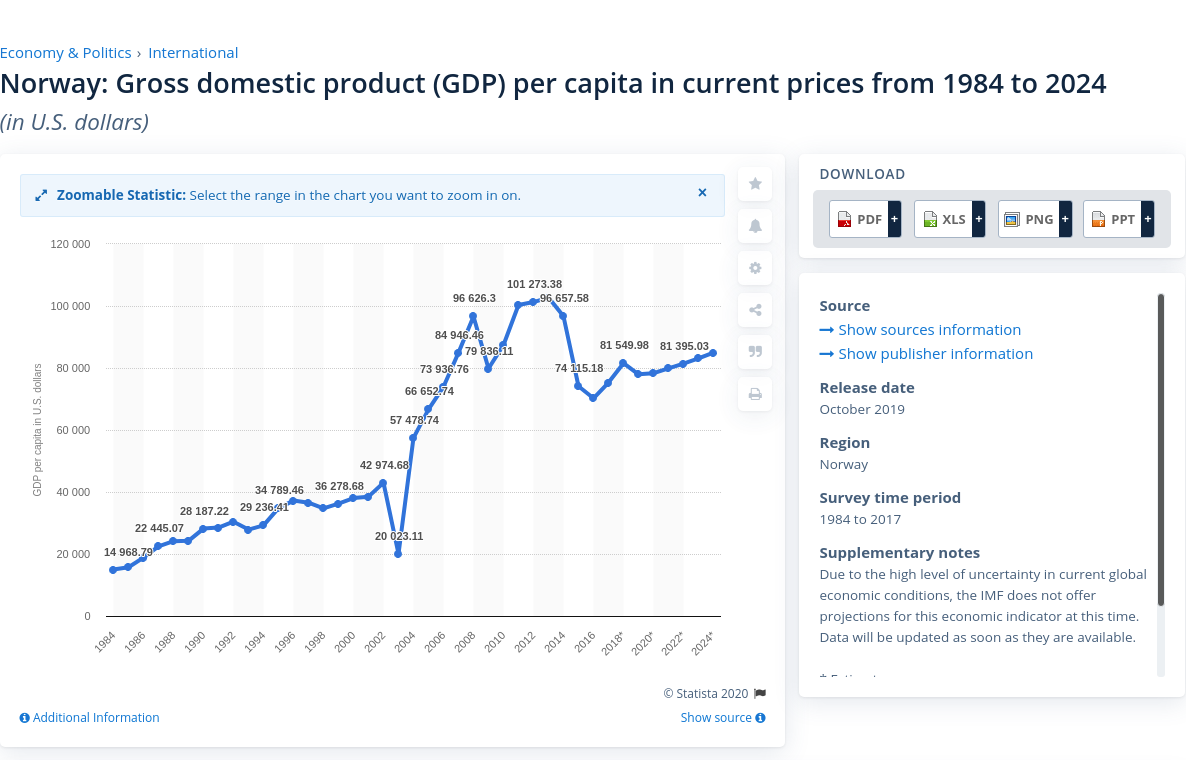 Economy & Politics › International
Norway: Gross domestic product (GDP) per capita in current prices from 1984 to 2024
(in U.S. dollars)
Zoomable Statistic: Select the range in the chart you want to zoom in on.
×
120 000
100 000
80 000
60 000
40 000
20 000
0
GDP per capita in U.S. dollars
14 968.79
22 445.07
28 187.22
29 236.41
34 789.46
36 278.68
42 974.68
20 023.11
57 478.74
66 652.74
73 936.76
84 946.46
96 626.3
79 836.11
101 273.38
96 657.58
74 115.18
81 549.98
81 395.03
1984
1986
1988
1990
1992
1994
1996
1998
2000
2002
2004
2006
2008
2010
2012
2014
2016
2018*
2020*
2022*
2024*
© Statista 2020
Additional Information
Show source
DOWNLOAD
PDF +
XLS +
PNG +
PPT +
Source
Show sources information
Show publisher information
Release date
October 2019
Region
Norway
Survey time period
1984 to 2017
Supplementary notes
Due to the high level of uncertainty in current global
economic conditions, the IMF does not offer
projections for this economic indicator at this time.
Data will be updated as soon as they are available.